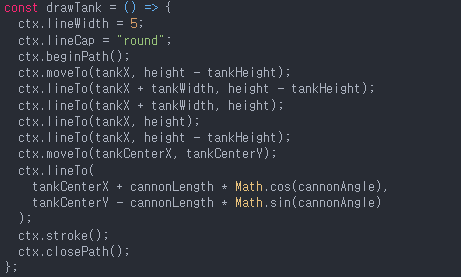 const drawTank = () => {
  ctx.lineWidth = 5;
  ctx.lineCap = "round";
  ctx.beginPath();
  ctx.moveTo(tankX, height - tankHeight);
  ctx.lineTo(tankX + tankWidth, height - tankHeight);
  ctx.lineTo(tankX + tankWidth, height);
  ctx.lineTo(tankX, height);
  ctx.lineTo(tankX, height - tankHeight);
  ctx.moveTo(tankCenterX, tankCenterY);
  ctx.lineTo(
    tankCenterX + cannonLength * Math.cos(cannonAngle),
    tankCenterY - cannonLength * Math.sin(cannonAngle)
  );
  ctx.stroke();
  ctx.closePath();
};